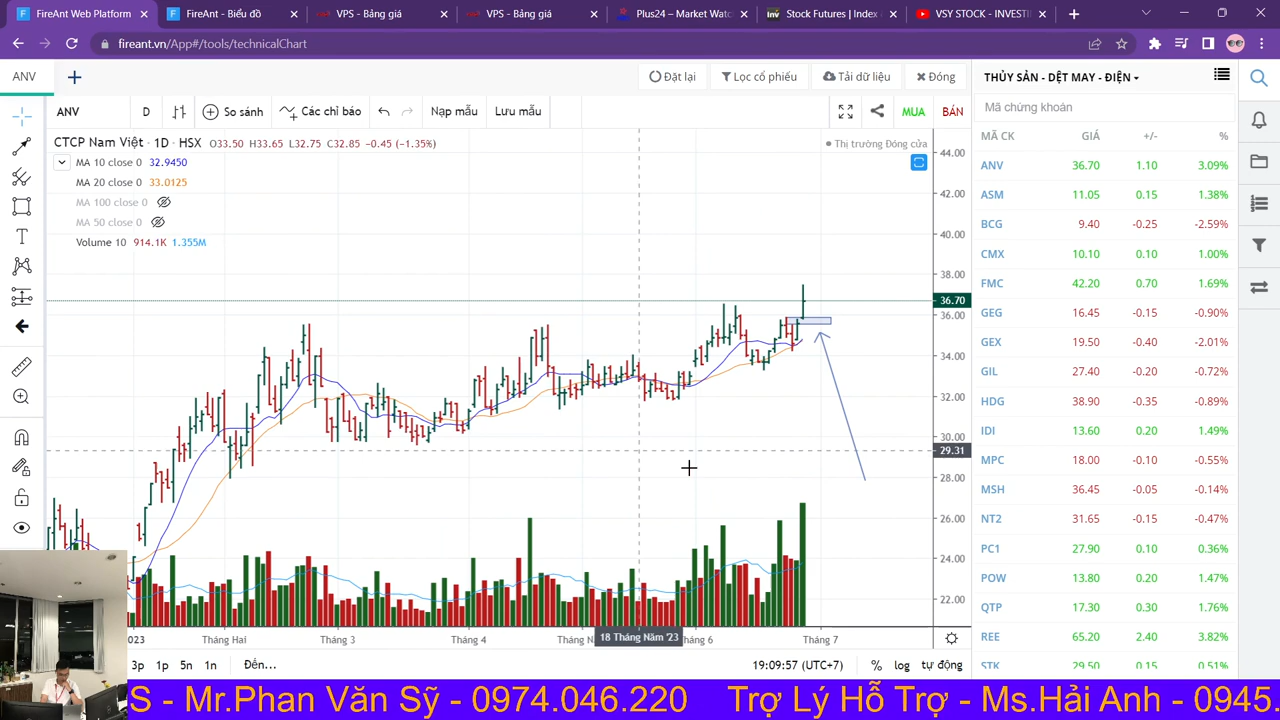 FireAnt Web Platform
FireAnt - Biểu đồ
VPS - Bảng giá
VPS - Bảng giá
Plus24 – Market Watc
Stock Futures | Index
VSY STOCK - INVESTI
fireant.vn/App#/tools/technicalChart
ANV
Đặt lại
Lọc cổ phiếu
Tải dữ liệu
Đóng
THỦY SẢN - DỆT MAY - ĐIỆN
ANV
D
So sánh
Các chỉ báo
Nạp mẫu
Lưu mẫu
MUA
BÁN
Mã chứng khoán
CTCP Nam Việt · 1D · HSX O33.50 H33.65 L32.75 C32.85 -0.45 (-1.35%)
Thị trường Đóng cửa
MA 10 close 0 32.9450
MA 20 close 0 33.0125
MA 100 close 0
MA 50 close 0
Volume 10 914.1K 1.355M
44.00
42.00
40.00
38.00
36.70
36.00
34.00
32.00
30.00
29.31
28.00
26.00
24.00
22.00
MÃ CK GIÁ +/- %
ANV 36.70 1.10 3.09%
ASM 11.05 0.15 1.38%
BCG 9.40 -0.25 -2.59%
CMX 10.10 0.10 1.00%
FMC 42.20 0.70 1.69%
GEG 16.45 -0.15 -0.90%
GEX 19.50 -0.40 -2.01%
GIL 27.40 -0.20 -0.72%
HDG 38.90 -0.35 -0.89%
IDI 13.60 0.20 1.49%
MPC 18.00 -0.10 -0.55%
MSH 36.45 -0.05 -0.14%
NT2 31.65 -0.15 -0.47%
PC1 27.90 0.10 0.36%
POW 13.80 0.20 1.47%
QTP 17.30 0.30 1.76%
REE 65.20 2.40 3.82%
STK 29.50 0.15 0.51%
2023
Tháng Hai
Tháng 3
Tháng 4
18 Tháng Năm '23
Tháng 7
3p 1p 5n 1n Đến...
19:09:57 (UTC+7)
% log tự động
S - Mr.Phan Văn Sỹ - 0974.046.220 Trợ Lý Hỗ Trợ - Ms.Hải Anh - 0945.